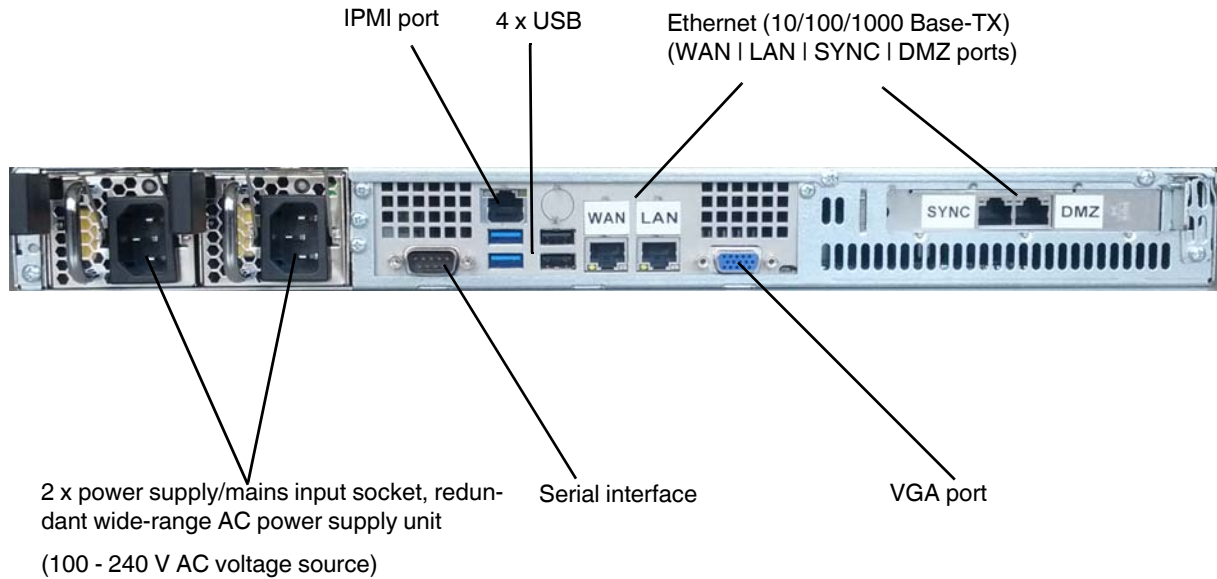 IPMI port
4 x USB
Ethernet (10/100/1000 Base-TX)
(WAN | LAN | SYNC | DMZ ports)
WAN
LAN
SYNC
DMZ
2 x power supply/mains input socket, redun-
dant wide-range AC power supply unit
(100 - 240 V AC voltage source)
Serial interface
VGA port